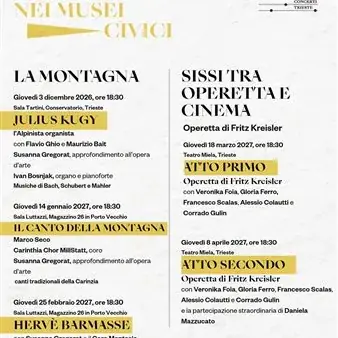 NEI MUSEI
CIVICI
CONCERTI
TRIESTE
LA MONTAGNA
Giovedì 3 dicembre 2026, ore 18:30
Sala Tartini, Conservatorio, Trieste
JULIUS KUGY
l'Alpinista organista
con Flavio Ghio e Maurizio Bait
Susanna Gregorat, approfondimento all'opera
d'arte
Ivan Bosnjak, organo e pianoforte
Musiche di Bach, Schubert e Mahler
Giovedì 14 gennaio 2027, ore 18:30
Sala Luttazzi, Magazzino 26 in Porto Vecchio
IL CANTO DELLA MONTAGNA
Marco Seco
Carinthia Chor Millstatt, coro
Susanna Gregorat, approfondimento all'opera
d'arte
canti tradizionali della Carinzia
Giovedì 25 febbraio 2027, ore 18:30
Sala Luttazzi, Magazzino 26 in Porto Vecchio
HERVÈ BARMASSE
SISSI TRA
OPERETTA E
CINEMA
Operetta di Fritz Kreisler
Giovedì 18 marzo 2027, ore 18:30
Teatro Miela, Trieste
ATTO PRIMO
Operetta di Fritz Kreisler
con Veronika Foia, Gloria Ferro,
Francesco Scalas, Alessio Colautti e
Corrado Gulin
Giovedì 8 aprile 2027, ore 18:30
Teatro Miela, Trieste
ATTO SECONDO
Operetta di Fritz Kreisler
con Veronika Foia, Gloria Ferro, Francesco Scalas,
Alessio Colautti e Corrado Gulin
e la partecipazione straordinaria di Daniela
Mazzucato